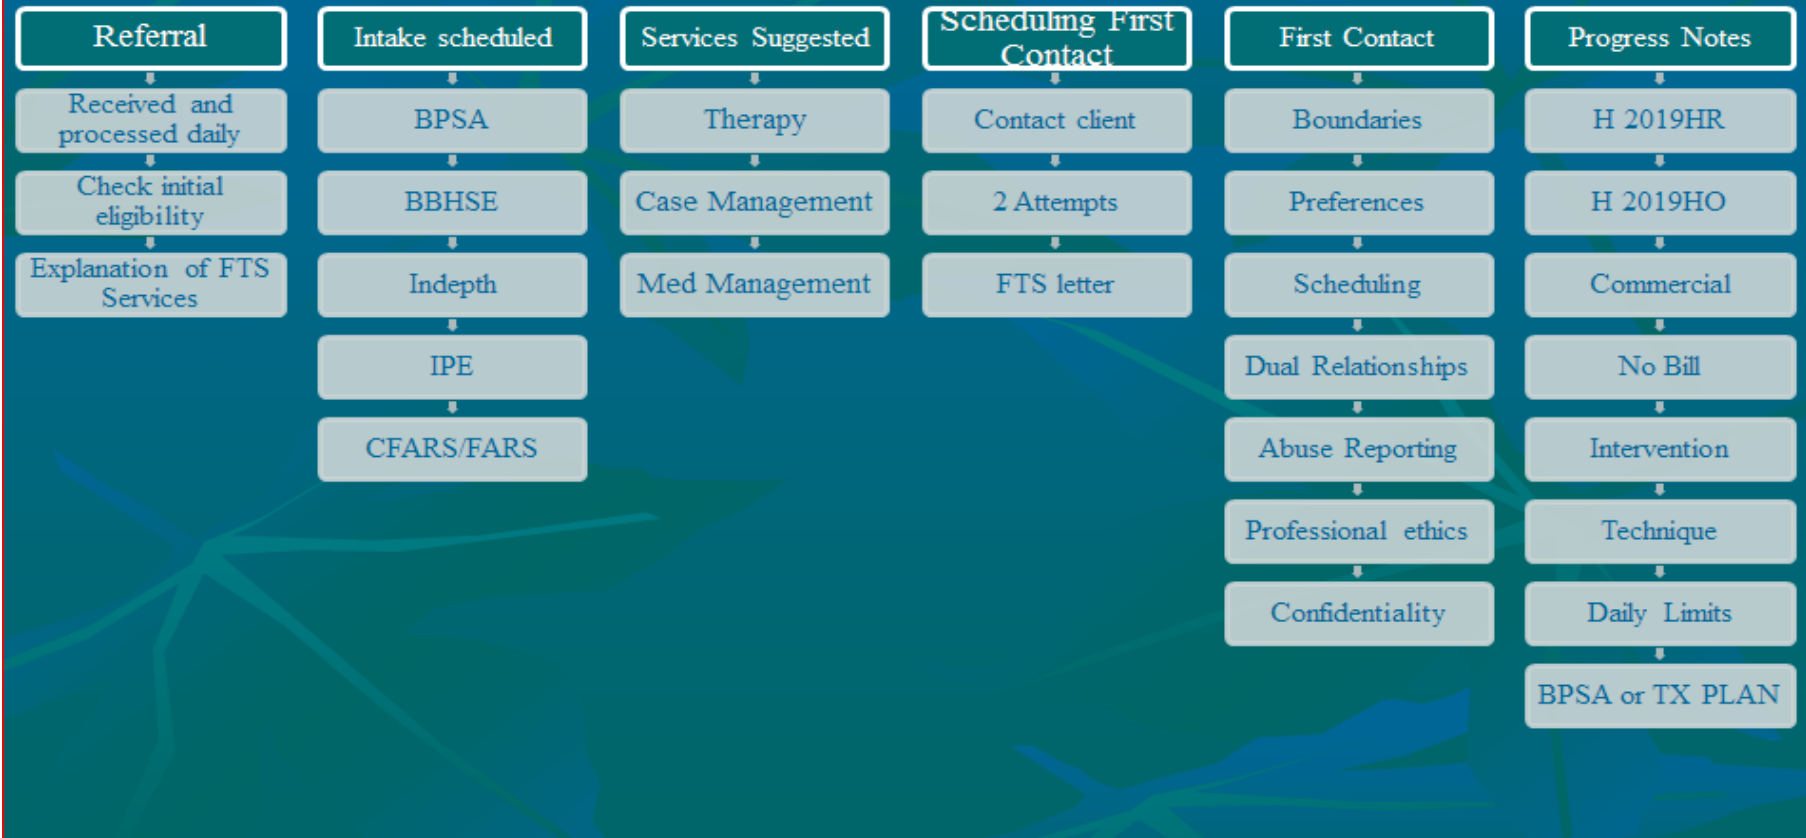 Referral
Received and
processed daily
Check initial
eligibility
Explanation of FTS
Services
Intake scheduled
BPSA
BBHSE
Indepth
IPE
CFARS/FARS
Services Suggested
Therapy
Case Management
Med Management
Scheduling First
Contact
Contact client
2 Attempts
FTS letter
First Contact
Boundaries
Preferences
Scheduling
Dual Relationships
Abuse Reporting
Professional ethics
Confidentiality
Progress Notes
H 2019HR
H 2019HO
Commercial
No Bill
Intervention
Technique
Daily Limits
BPSA or TX PLAN